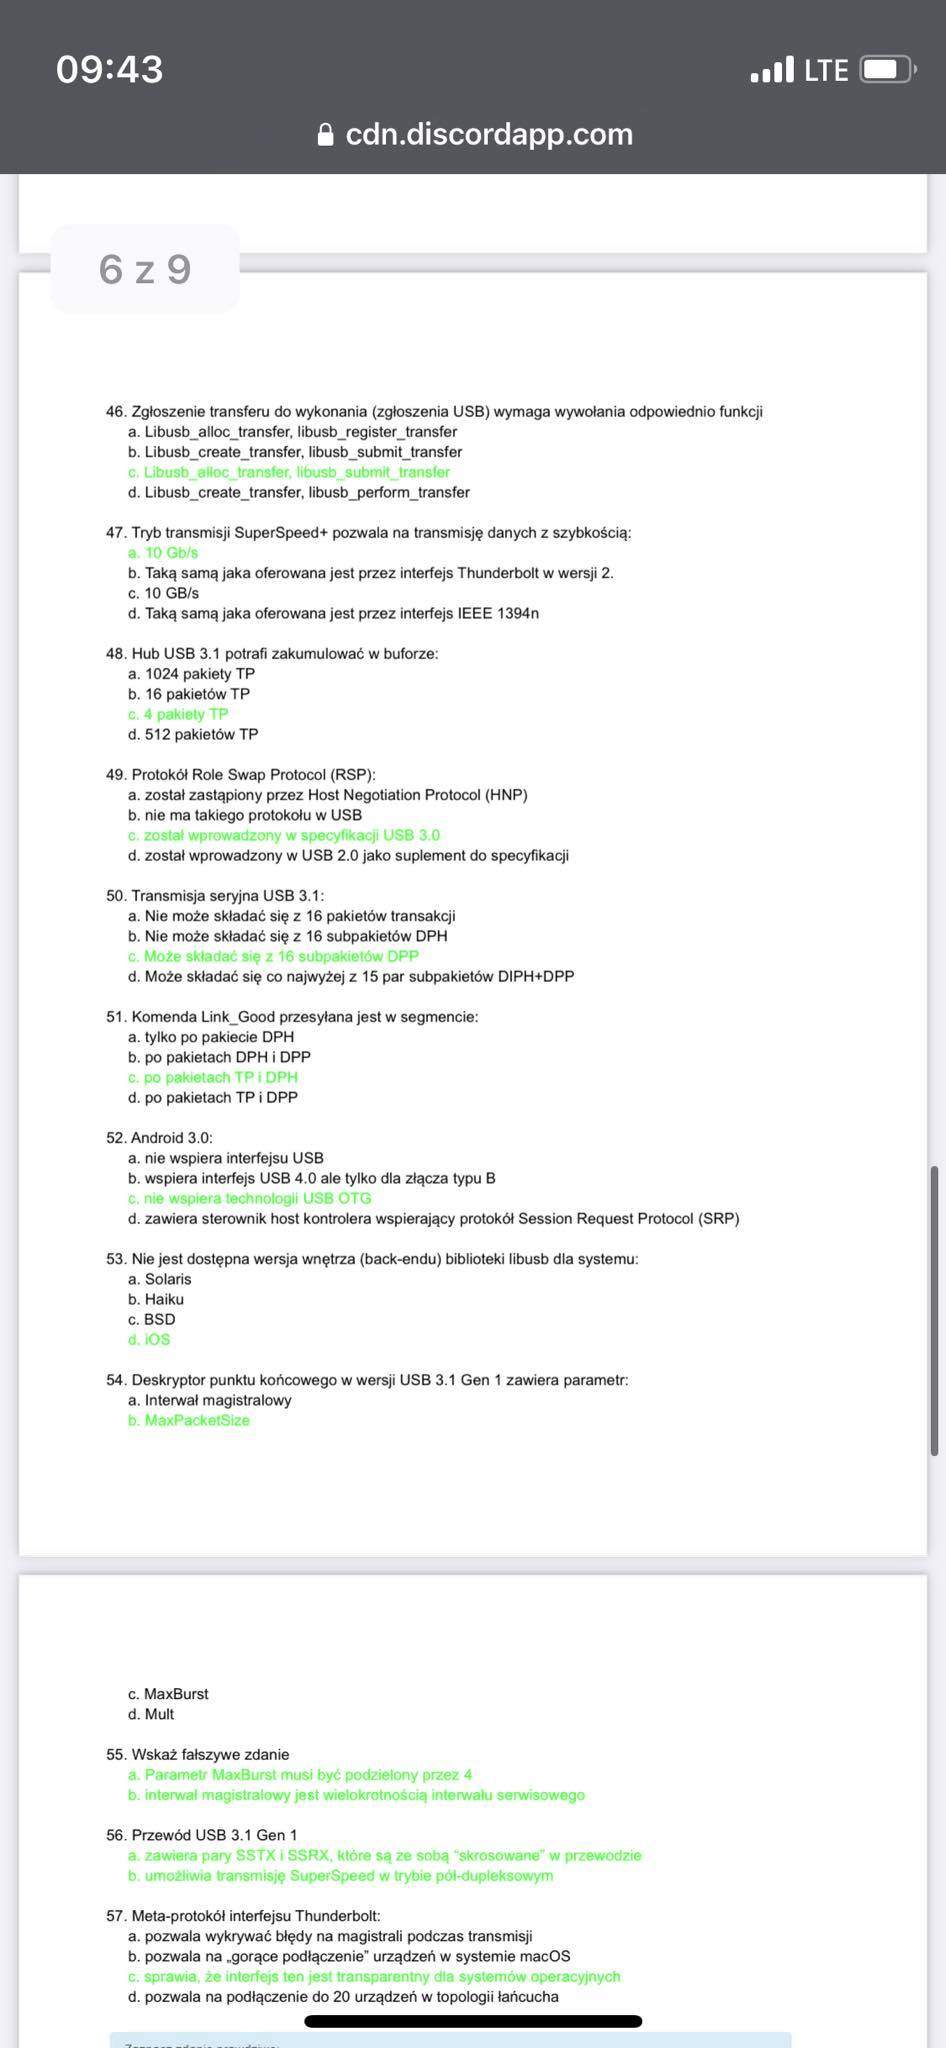 09:43
LTE
cdn.discordapp.com
6 z 9
46. Zgłoszenie transferu do wykonania (zgłoszenia USB) wymaga wywołania odpowiednio funkcji
a. Libusb_alloc_transfer, libusb_register_transfer
b. Libusb_create_transfer, libusb_submit_transfer
c. Libusb_alloc_transfer, libusb_submit_transfer
d. Libusb_create_transfer, libusb_perform_transfer
47. Tryb transmisji SuperSpeed+ pozwala na transmisję danych z szybkością:
a. 10 Gb/s
b. Taką samą jaka oferowana jest przez interfejs Thunderbolt w wersji 2.
c. 10 GB/s
d. Taką samą jaka oferowana jest przez interfejs IEEE 1394n
48. Hub USB 3.1 potrafi zakumulować w buforze:
a. 1024 pakiety TP
b. 16 pakietów TP
c. 4 pakiety TP
d. 512 pakietów TP
49. Protokół Role Swap Protocol (RSP):
a. został zastąpiony przez Host Negotiation Protocol (HNP)
b. nie ma takiego protokołu w USB
c. został wprowadzony w specyfikacji USB 3.0
d. został wprowadzony w USB 2.0 jako suplement do specyfikacji
50. Transmisja seryjna USB 3.1:
a. Nie może składać się z 16 pakietów transakcji
b. Nie może składać się z 16 subpakietów DPH
c. Może składać się z 16 subpakietów DPP
d. Może składać się co najwyżej z 15 par subpakietów DIPH+DPP
51. Komenda Link_Good przesyłana jest w segmencie:
a. tylko po pakiecie DPH
b. po pakietach DPH i DPP
c. po pakietach TP i DPH
d. po pakietach TP i DPP
52. Android 3.0:
a. nie wspiera interfejsu USB
b. wspiera interfejs USB 4.0 ale tylko dla złącza typu B
c. nie wspiera technologii USB OTG
d. zawiera sterownik host kontrolera wspierający protokół Session Request Protocol (SRP)
53. Nie jest dostępna wersja wnętrza (back-endu) biblioteki libusb dla systemu:
a. Solaris
b. Haiku
c. BSD
d. iOS
54. Deskryptor punktu końcowego w wersji USB 3.1 Gen 1 zawiera parametr:
a. Interwał magistralowy
b. MaxPacketSize
c. MaxBurst
d. Mult
55. Wskaż fałszywe zdanie
a. Parametr MaxBurst musi być podzielony przez 4
b. interwał magistralowy jest wielokrotnością interwału serwisowego
56. Przewód USB 3.1 Gen 1
a. zawiera pary SSTX i SSRX, które są ze sobą “skrosowane” w przewodzie
b. umożliwia transmisję SuperSpeed w trybie pół-dupleksowym
57. Meta-protokół interfejsu Thunderbolt:
a. pozwala wykrywać błędy na magistrali podczas transmisji
b. pozwala na „gorące podłączenie” urządzeń w systemie macOS
c. sprawia, że interfejs ten jest transparentny dla systemów operacyjnych
d. pozwala na podłączenie do 20 urządzeń w topologii łańcucha